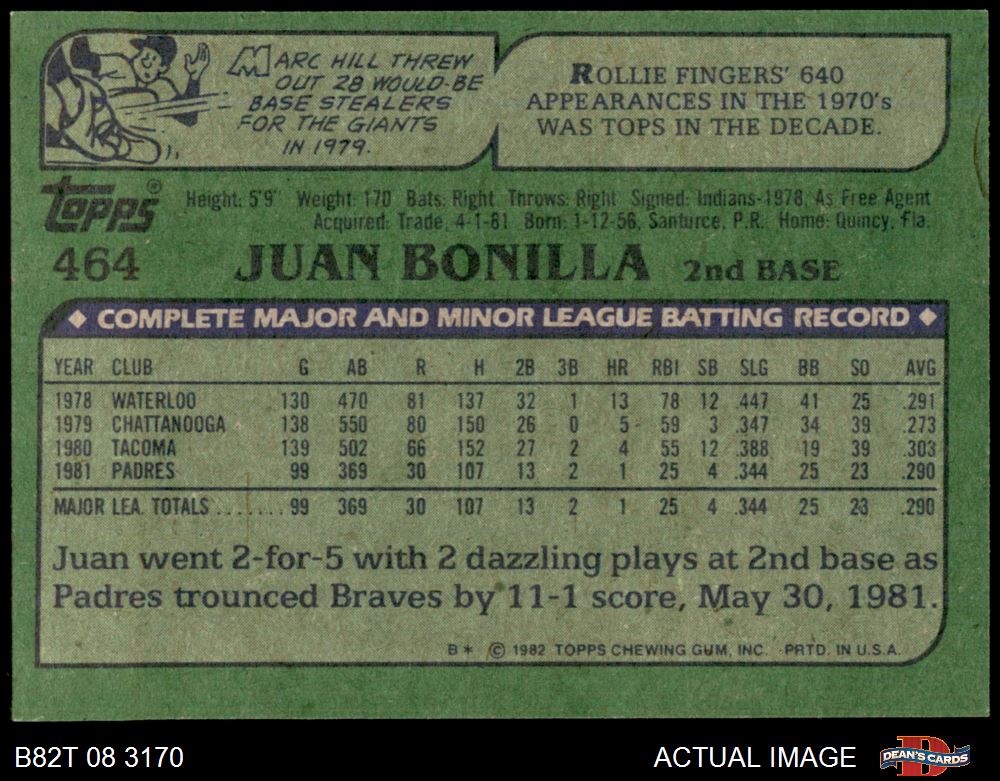 MARC HILL THREW
OUT 28 WOULD-BE
BASE STEALERS
FOR THE GIANTS
IN 1979.
ROLLIE FINGERS' 640
APPEARANCES IN THE 1970's
WAS TOPS IN THE DECADE.
Topps®
Height: 5'9" Weight: 170 Bats: Right Throws: Right Signed: Indians-1978, As Free Agent
Acquired: Trade, 4-1-81 Born: 1-12-56, Santurce, P.R. Home: Quincy, Fla.
464 JUAN BONILLA 2nd BASE
COMPLETE MAJOR AND MINOR LEAGUE BATTING RECORD
YEAR CLUB G AB R H 2B 3B HR RBI SB SLG BB SO AVG
1978 WATERLOO 130 470 81 137 32 1 13 78 12 .447 41 25 .291
1979 CHATTANOOGA 138 550 80 150 26 0 5 59 3 .347 34 39 .273
1980 TACOMA 139 502 66 152 27 2 4 55 12 .388 19 39 .303
1981 PADRES 99 369 30 107 13 2 1 25 4 .344 25 23 .290
MAJOR LEA. TOTALS....... 99 369 30 107 13 2 1 25 4 .344 25 23 .290
Juan went 2-for-5 with 2 dazzling plays at 2nd base as
Padres trounced Braves by 11-1 score, May 30, 1981.
B* © 1982 TOPPS CHEWING GUM, INC. PRTD. IN U.S.A.
B82T 08 3170
ACTUAL IMAGE
DEAN'S CARDS